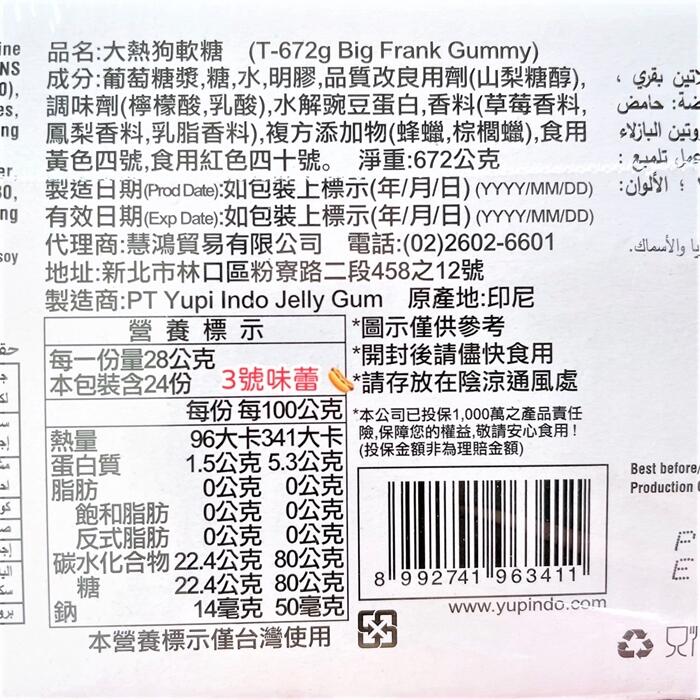 品名:大熱狗軟糖 (T-672g Big Frank Gummy)
成分:葡萄糖漿,糖,水,明膠,品質改良用劑(山梨糖醇),
調味劑(檸檬酸,乳酸),水解豌豆蛋白,香料(草莓香料,
鳳梨香料,乳脂香料),複方添加物(蜂蠟,棕櫚蠟),食用
黃色四號,食用紅色四十號。 淨重:672公克
製造日期(Prod Date):如包裝上標示(年/月/日) (YYYY/MM/DD)
有效日期(Exp Date):如包裝上標示(年/月/日) (YYYY/MM/DD)
代理商:慧鴻貿易有限公司 電話:(02)2602-6601
地址:新北市林口區粉寮路二段458之12號
製造商:PT Yupi Indo Jelly Gum 原產地:印尼
營養標示
每一份量28公克
本包裝含24份
3號味蕾
每份 每100公克
熱量 96大卡 341大卡
蛋白質 1.5公克 5.3公克
脂肪 0公克 0公克
飽和脂肪 0公克 0公克
反式脂肪 0公克 0公克
碳水化合物 22.4公克 80公克
糖 22.4公克 80公克
鈉 14毫克 50毫克
本營養標示僅台灣使用
*圖示僅供參考
*開封後請儘快食用
*請存放在陰涼通風處
*本公司已投保1,000萬之產品責任
險,保障您的權益,敬請安心食用!
(投保金額非為理賠金額)
8 992741 963411
www.yupindo.com
لاتين بقري ،
ضة: حامض
وتين البازلاء
عمل تلميع :
؛ الألوان:
يا والأسماك.
Best before/
Production